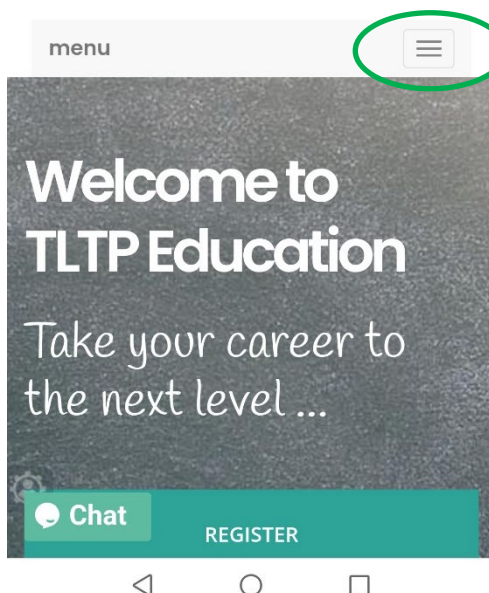 menu
Welcome to
TLTP Education
Take your career to
the next level ...
Chat
REGISTER